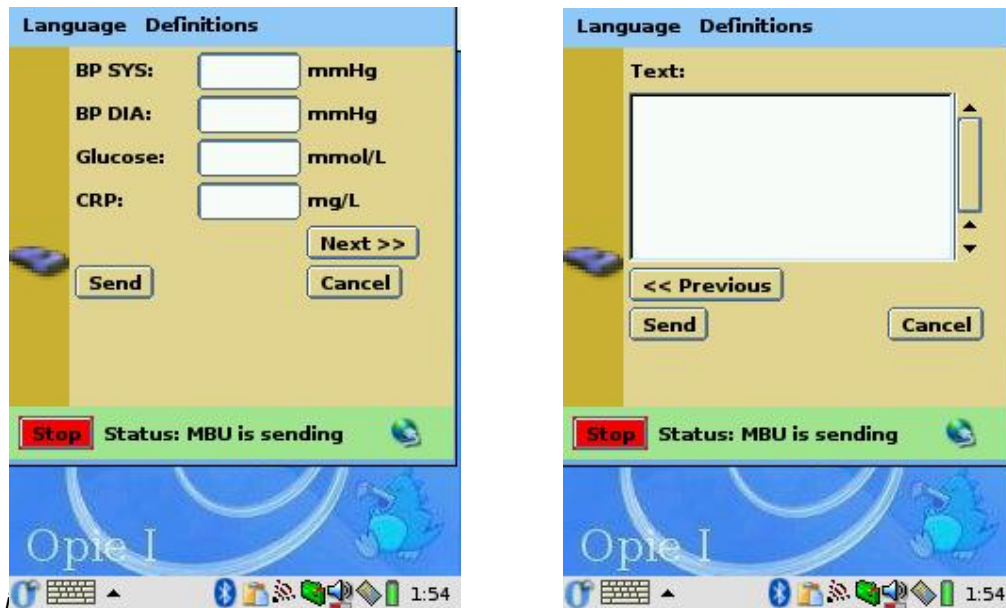 Language Definitions
BP SYS: mmHg
BP DIA: mmHg
Glucose: mmol/L
CRP: mg/L
Next >>
Send Cancel
Stop Status: MBU is sending
Opie I
1:54
Language Definitions
Text:
<< Previous
Send Cancel
Stop Status: MBU is sending
Opie I
1:54